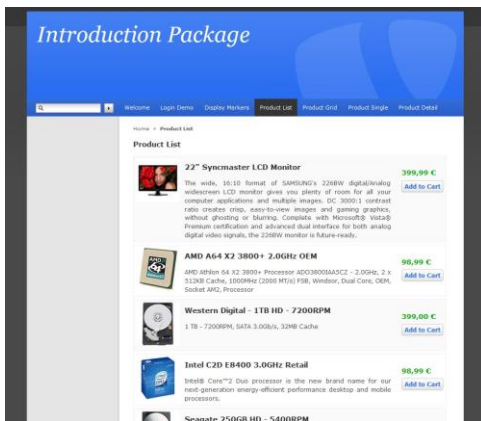 Introduction Package
Welcome Login Demo Display Markers Product List Product Grid Product Single Product Detail
Home > Product List
Product List
22" Syncmaster LCD Monitor
399,99 €
The wide, 16:10 format of SAMSUNG's 226BW digital/analog
Add to Cart
widescreen LCD monitor gives you plenty of room for all your
computer applications and multiple images. DC 3000:1 contrast
ratio creates crisp, easy-to-view images and gaming graphics,
without ghosting or blurring. Complete with Microsoft® Vista®
Premium certification and advanced dual interface for both analog
digital video signals, the 226BW monitor is future-ready.
AMD A64 X2 3800+ 2.0GHz OEM
98,99 €
AMD Athlon 64 X2 3800+ Processor ADO3800IAA5CZ - 2.0GHz, 2 x
Add to Cart
512KB Cache, 1000MHz (2000 MT/s) FSB, Windsor, Dual Core, OEM,
Socket AM2, Processor
Western Digital - 1TB HD - 7200RPM
399,00 €
1 TB - 7200RPM, SATA 3.0Gb/s, 32MB Cache
Add to Cart
Intel C2D E8400 3.0GHz Retail
98,99 €
Intel® Core™2 Duo processor is the new brand name for our
Add to Cart
next-generation energy-efficient performance desktop and mobile
processors.
Seagate 250GB HD - 5400RPM